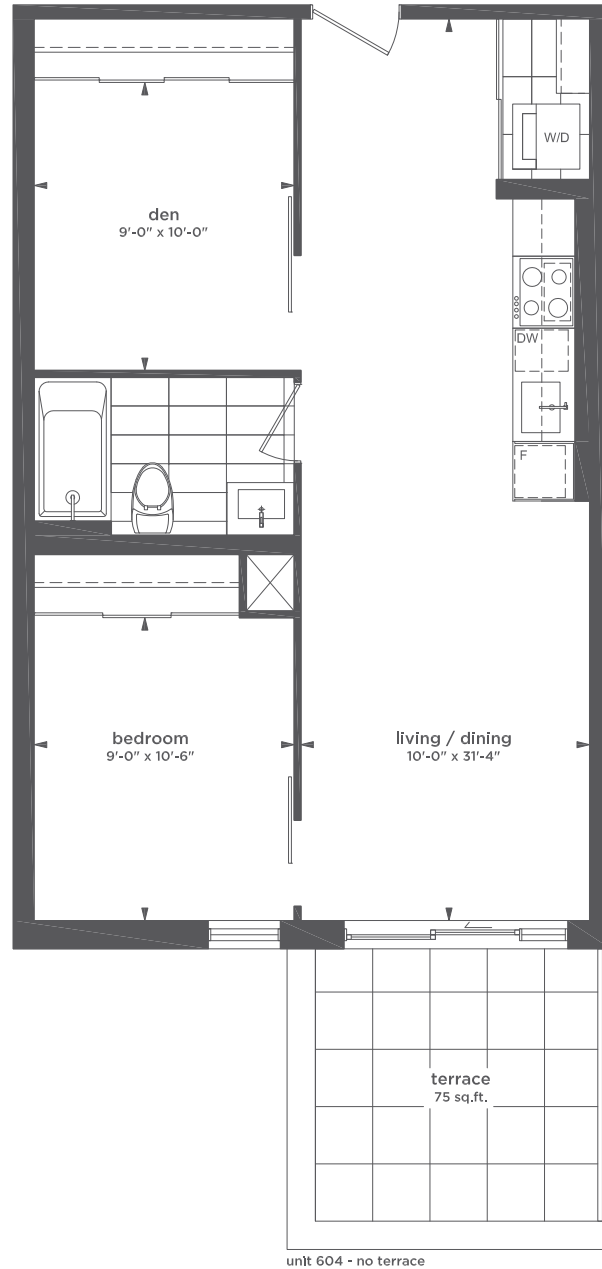 W/D
den
9'-0" x 10'-0"
DW
F
bedroom
9'-0" x 10'-6"
living / dining
10'-0" x 31'-4"
terrace
75 sq.ft.
unit 604 - no terrace